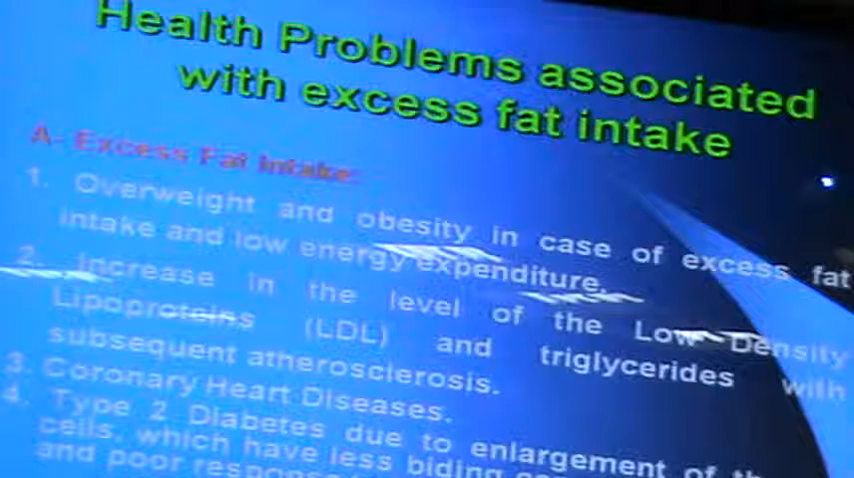 Health Problems associated
with excess fat intake
A- Excess Fat Intake:
1. Overweight and obesity in case of excess fat
intake and low energy expenditure.
2. Increase in the level of the Low Density
Lipoproteins (LDL) and triglycerides with
subsequent atherosclerosis.
3. Coronary Heart Diseases.
4. Type 2 Diabetes due to enlargement of
cells, which have less biding
and poor